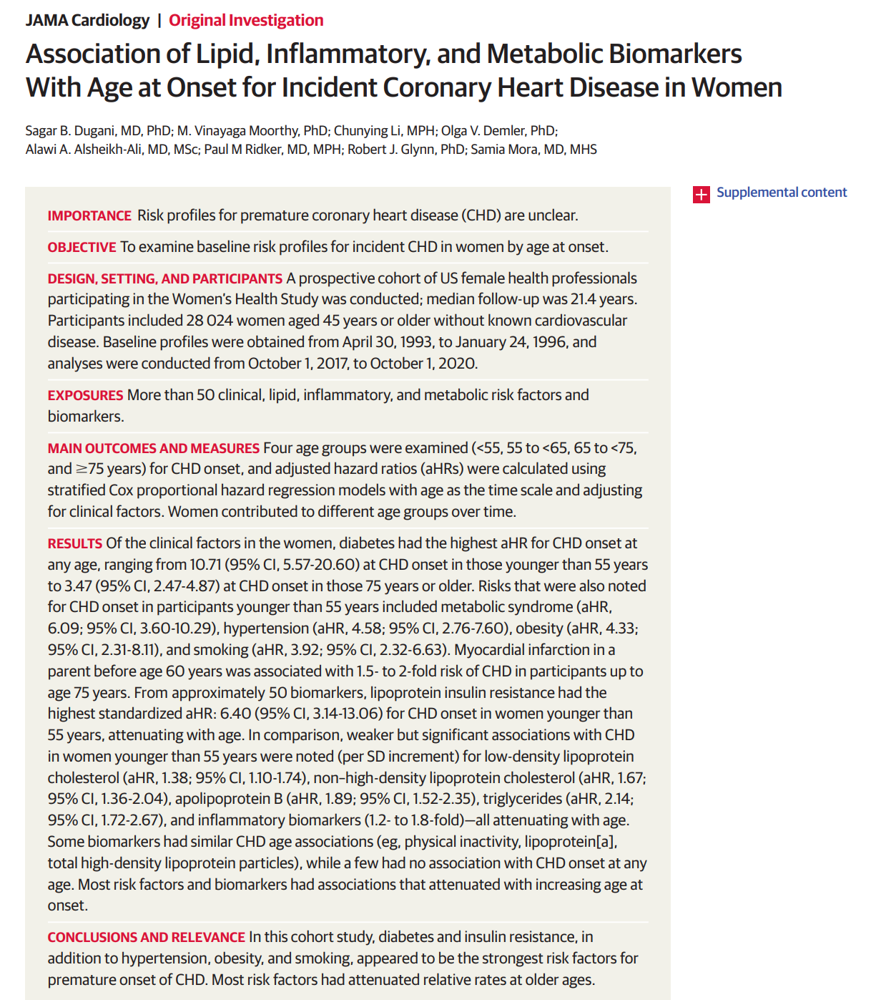 JAMA Cardiology | Original Investigation
Association of Lipid, Inflammatory, and Metabolic Biomarkers
With Age at Onset for Incident Coronary Heart Disease in Women
Sagar B. Dugani, MD, PhD; M. Vinayaga Moorthy, PhD; Chunying Li, MPH; Olga V. Demler, PhD;
Alawi A. Alsheikh-Ali, MD, MSc; Paul M Ridker, MD, MPH; Robert J. Glynn, PhD; Samia Mora, MD, MHS
Supplemental content
IMPORTANCE Risk profiles for premature coronary heart disease (CHD) are unclear.
OBJECTIVE To examine baseline risk profiles for incident CHD in women by age at onset.
DESIGN, SETTING, AND PARTICIPANTS A prospective cohort of US female health professionals
participating in the Women's Health Study was conducted; median follow-up was 21.4 years.
Participants included 28 024 women aged 45 years or older without known cardiovascular
disease. Baseline profiles were obtained from April 30, 1993, to January 24, 1996, and
analyses were conducted from October 1, 2017, to October 1, 2020.
EXPOSURES More than 50 clinical, lipid, inflammatory, and metabolic risk factors and
biomarkers.
MAIN OUTCOMES AND MEASURES Four age groups were examined (<55, 55 to <65, 65 to <75,
and ≥75 years) for CHD onset, and adjusted hazard ratios (aHRs) were calculated using
stratified Cox proportional hazard regression models with age as the time scale and adjusting
for clinical factors. Women contributed to different age groups over time.
RESULTS Of the clinical factors in the women, diabetes had the highest aHR for CHD onset at
any age, ranging from 10.71 (95% CI, 5.57-20.60) at CHD onset in those younger than 55 years
to 3.47 (95% CI, 2.47-4.87) at CHD onset in those 75 years or older. Risks that were also noted
for CHD onset in participants younger than 55 years included metabolic syndrome (aHR,
6.09; 95% CI, 3.60-10.29), hypertension (aHR, 4.58; 95% CI, 2.76-7.60), obesity (aHR, 4.33;
95% CI, 2.31-8.11), and smoking (aHR, 3.92; 95% CI, 2.32-6.63). Myocardial infarction in a
parent before age 60 years was associated with 1.5- to 2-fold risk of CHD in participants up to
age 75 years. From approximately 50 biomarkers, lipoprotein insulin resistance had the
highest standardized aHR: 6.40 (95% CI, 3.14-13.06) for CHD onset in women younger than
55 years, attenuating with age. In comparison, weaker but significant associations with CHD
in women younger than 55 years were noted (per SD increment) for low-density lipoprotein
cholesterol (aHR, 1.38; 95% CI, 1.10-1.74), non–high-density lipoprotein cholesterol (aHR, 1.67;
95% CI, 1.36-2.04), apolipoprotein B (aHR, 1.89; 95% CI, 1.52-2.35), triglycerides (aHR, 2.14;
95% CI, 1.72-2.67), and inflammatory biomarkers (1.2- to 1.8-fold)—all attenuating with age.
Some biomarkers had similar CHD age associations (eg, physical inactivity, lipoprotein[a],
total high-density lipoprotein particles), while a few had no association with CHD onset at any
age. Most risk factors and biomarkers had associations that attenuated with increasing age at
onset.
CONCLUSIONS AND RELEVANCE In this cohort study, diabetes and insulin resistance, in
addition to hypertension, obesity, and smoking, appeared to be the strongest risk factors for
premature onset of CHD. Most risk factors had attenuated relative rates at older ages.